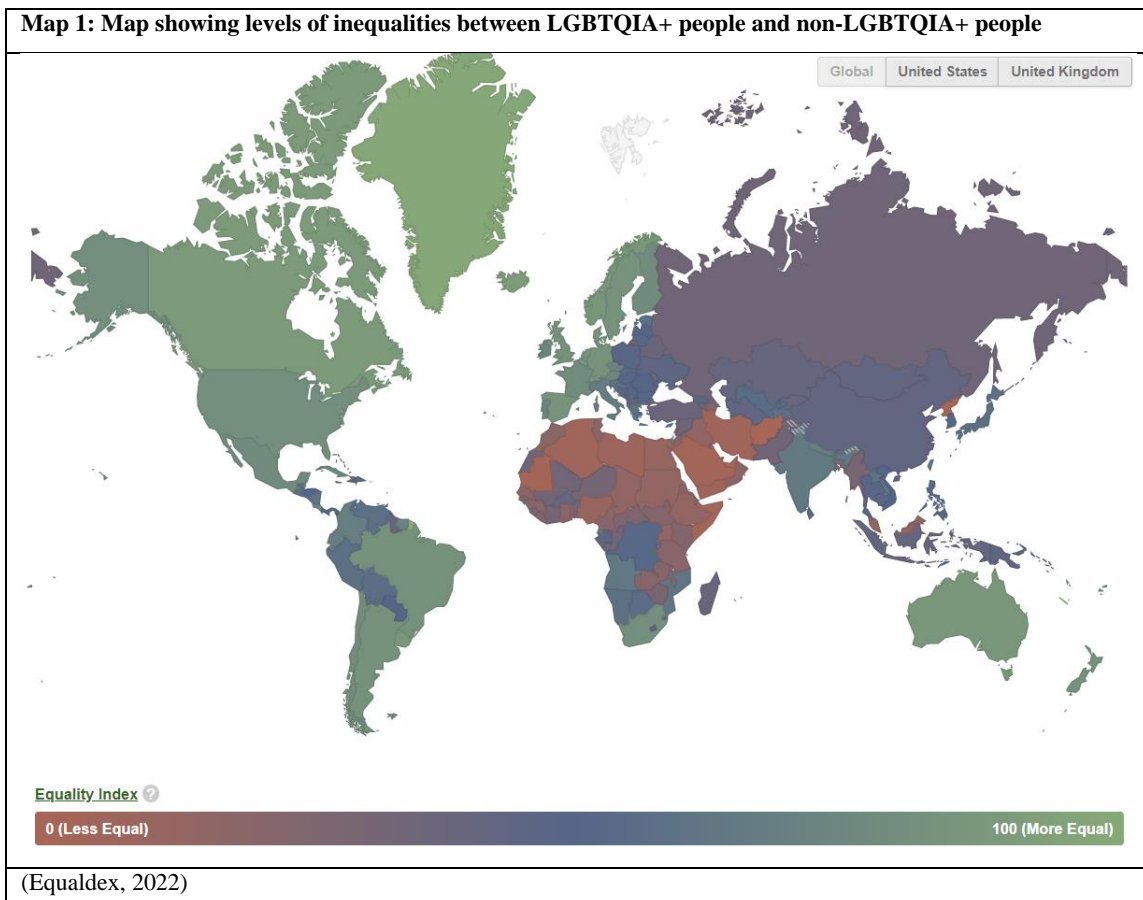 Map 1: Map showing levels of inequalities between LGBTQIA+ people and non-LGBTQIA+ people
Global United States United Kingdom
Equality Index ?
0 (Less Equal) 100 (More Equal)
(Equaldex, 2022)